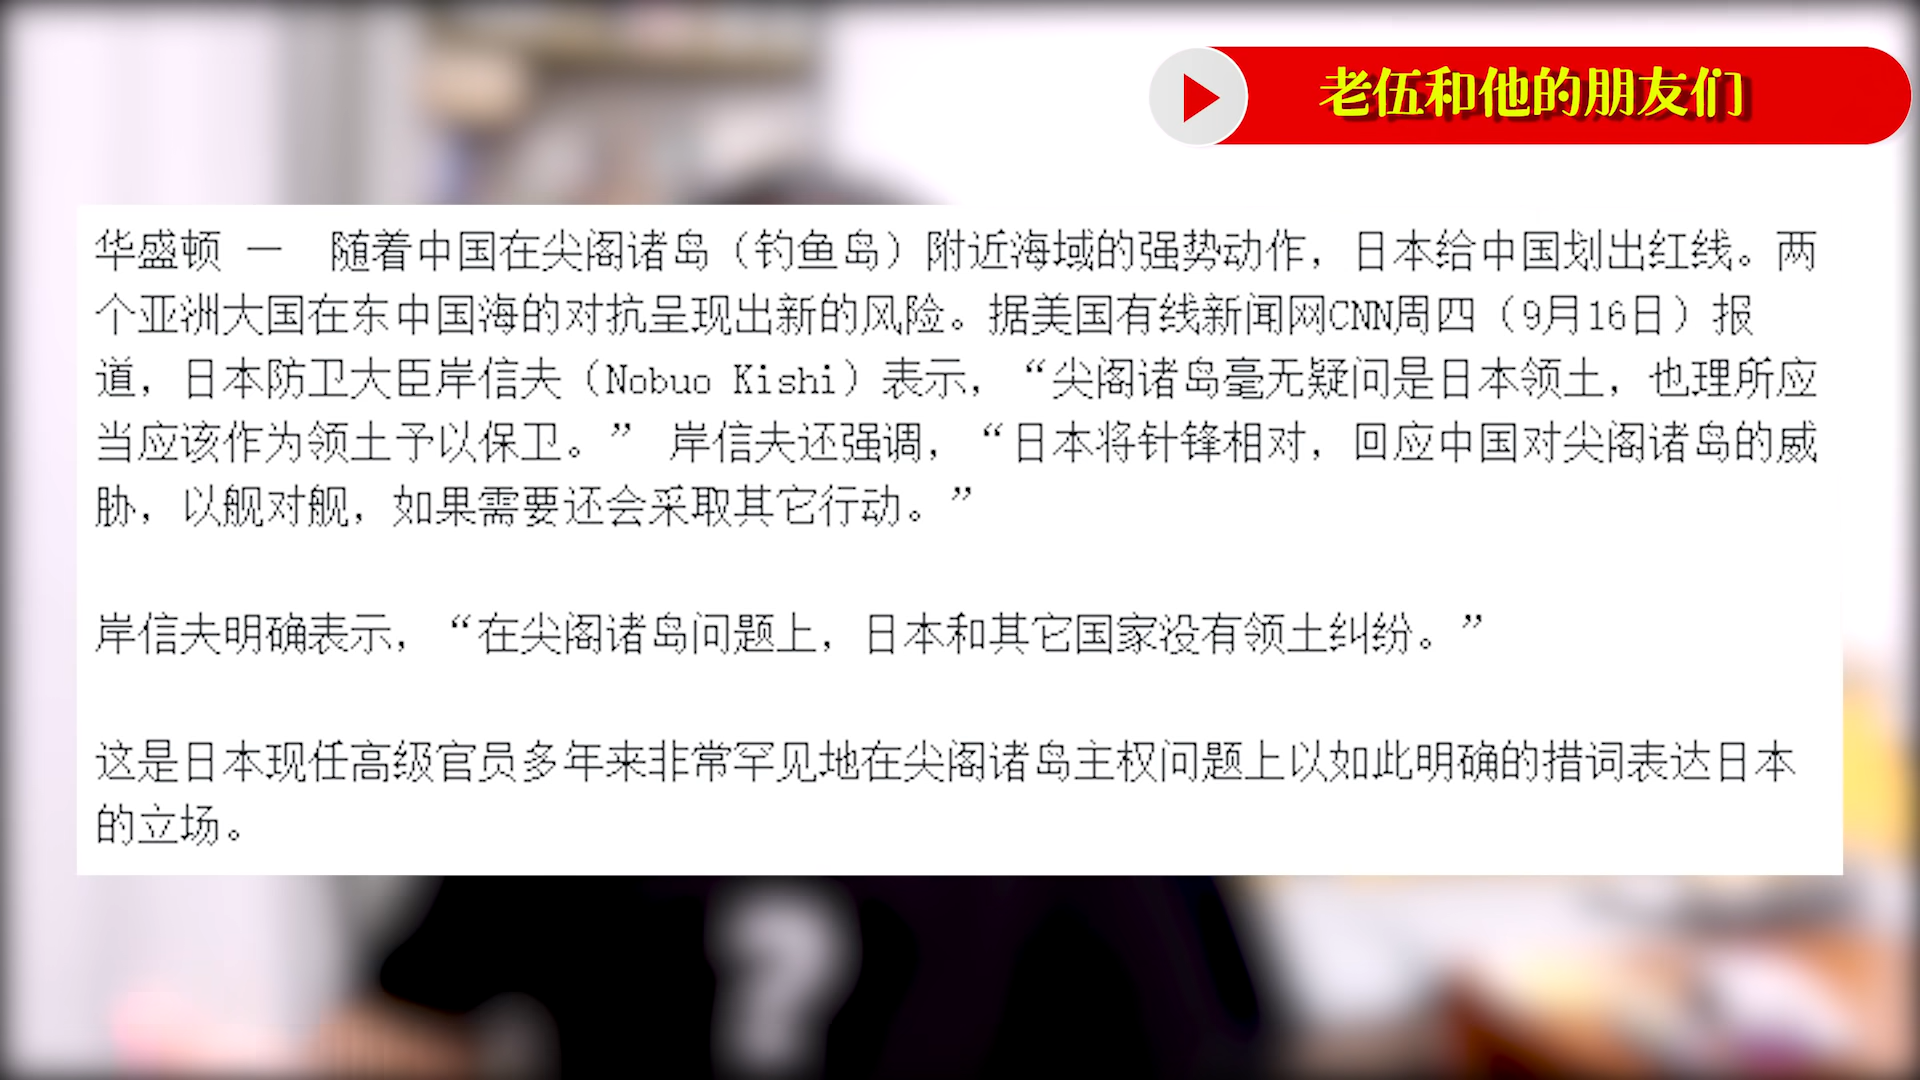 老伍和他的朋友们
华盛顿 — 随着中国在尖阁诸岛（钓鱼岛）附近海域的强势动作，日本给中国划出红线。两
个亚洲大国在东中国海的对抗呈现出新的风险。据美国有线新闻网CNN周四（9月16日）报
道，日本防卫大臣岸信夫（Nobuo Kishi）表示，“尖阁诸岛毫无疑问是日本领土，也理所应
当应该作为领土予以保卫。” 岸信夫还强调，“日本将针锋相对，回应中国对尖阁诸岛的威
胁，以舰对舰，如果需要还会采取其它行动。”
岸信夫明确表示，“在尖阁诸岛问题上，日本和其它国家没有领土纠纷。”
这是日本现任高级官员多年来非常罕见地在尖阁诸岛主权问题上以如此明确的措词表达日本
的立场。